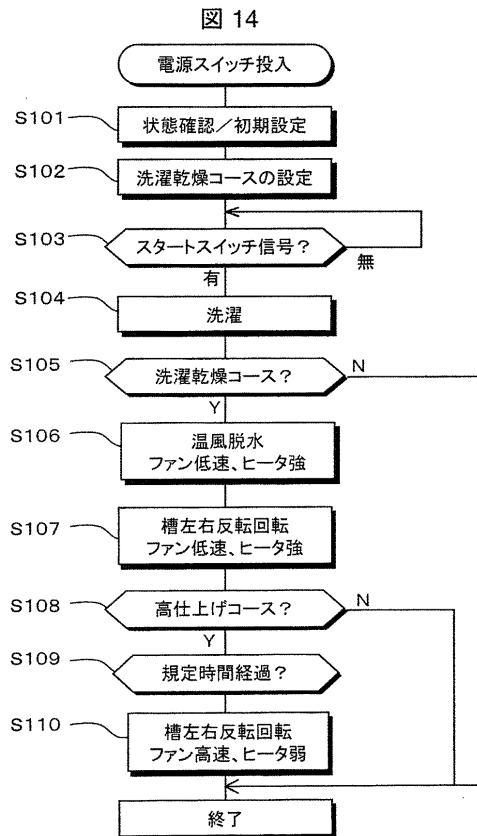 図 14
電源スイッチ投入
S101
状態確認／初期設定
S102
洗濯乾燥コースの設定
S103
スタートスイッチ信号？
無
有
S104
洗濯
S105
洗濯乾燥コース？
N
Y
S106
温風脱水
ファン低速、ヒータ強
S107
槽左右反転回転
ファン低速、ヒータ強
S108
高仕上げコース？
N
Y
S109
規定時間経過？
S110
槽左右反転回転
ファン高速、ヒータ弱
終了